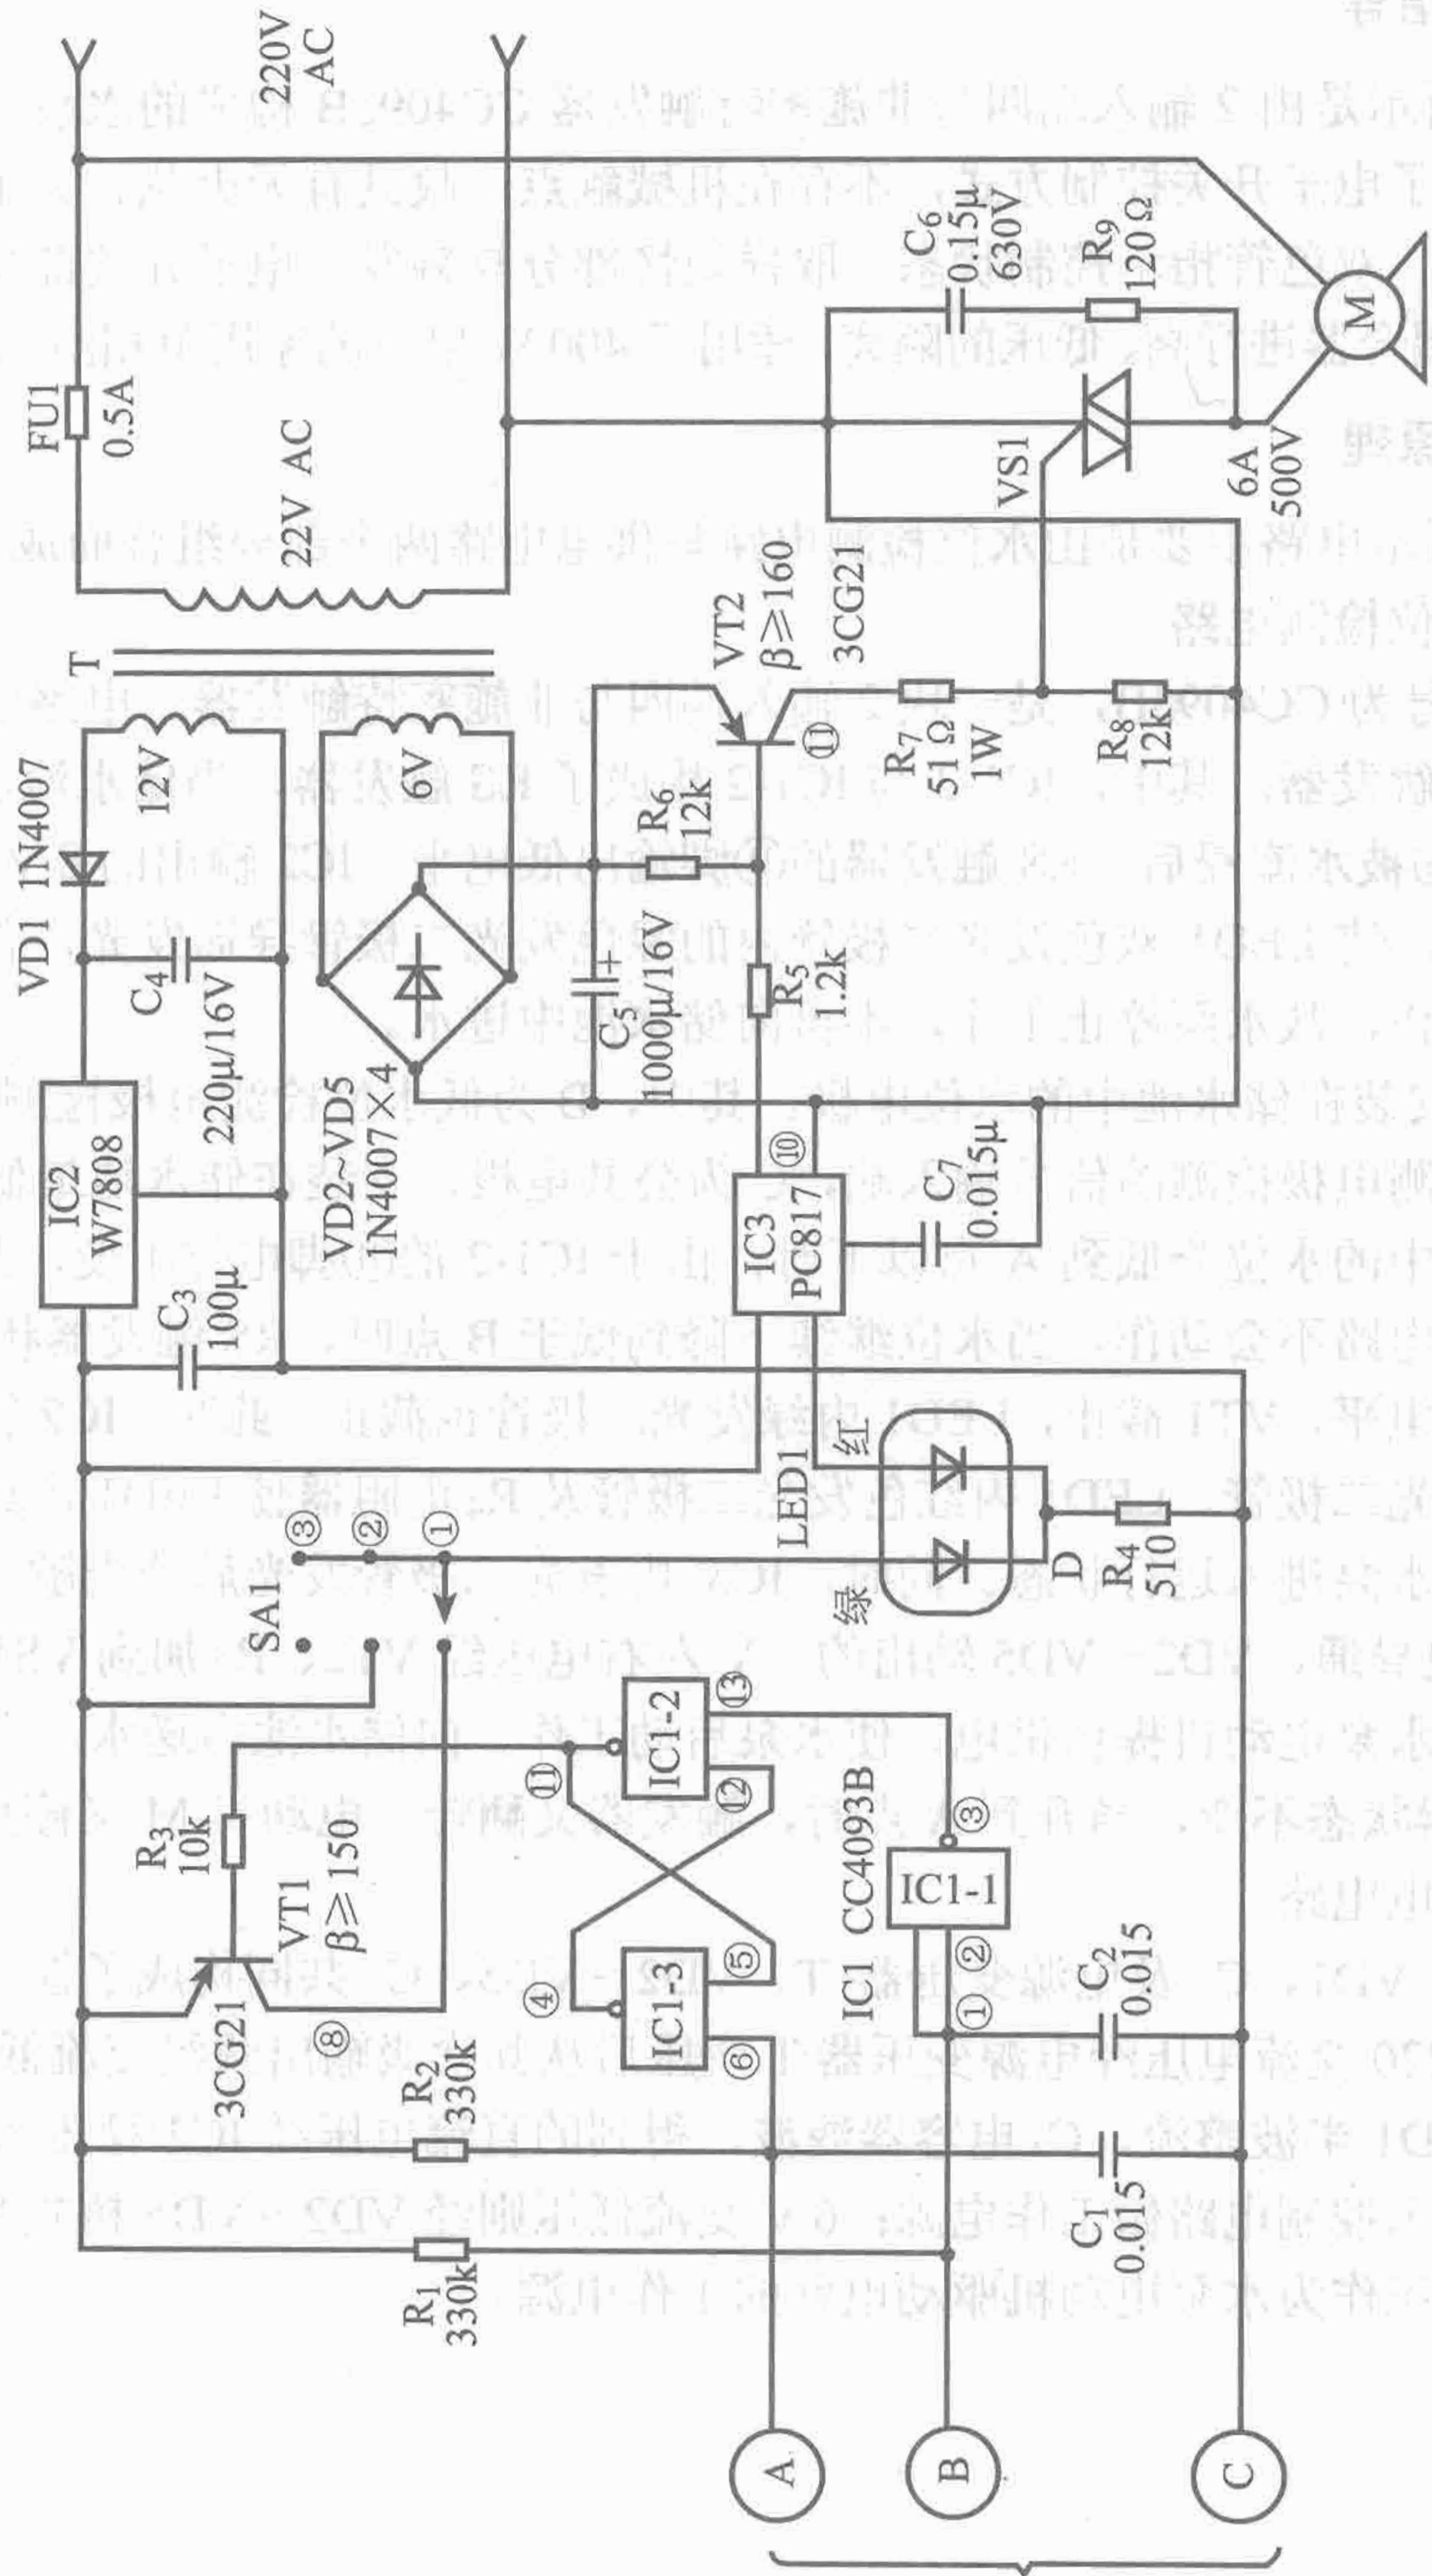 FU1
0.5A
22V AC
220V
AC
T
VD1 1N4007
12V
6V
IC2
W7808
C4
220μ/16V
C3
100μ
VD2~VD5
1N4007×4
C5
1000μ/16V
+
R6
12k
R5
1.2k
VT2
β≥160
3CG21
⑪
R7
51Ω
1W
R8
12k
VS1
6A
500V
C6
0.15μ
630V
R9
120Ω
M
IC3
PC817
⑩
C7
0.015μ
SA1
③
②
①
LED1
红
绿
D
R4
510
R3
10k
VT1
β≥150
3CG21
⑧
IC1-2
⑪
⑫
⑬
IC1-3
④
⑤
⑥
IC1 CC4093B
IC1-1
③
②
①
R2
330k
R1
330k
C2
0.015
C1
0.015
A
B
C